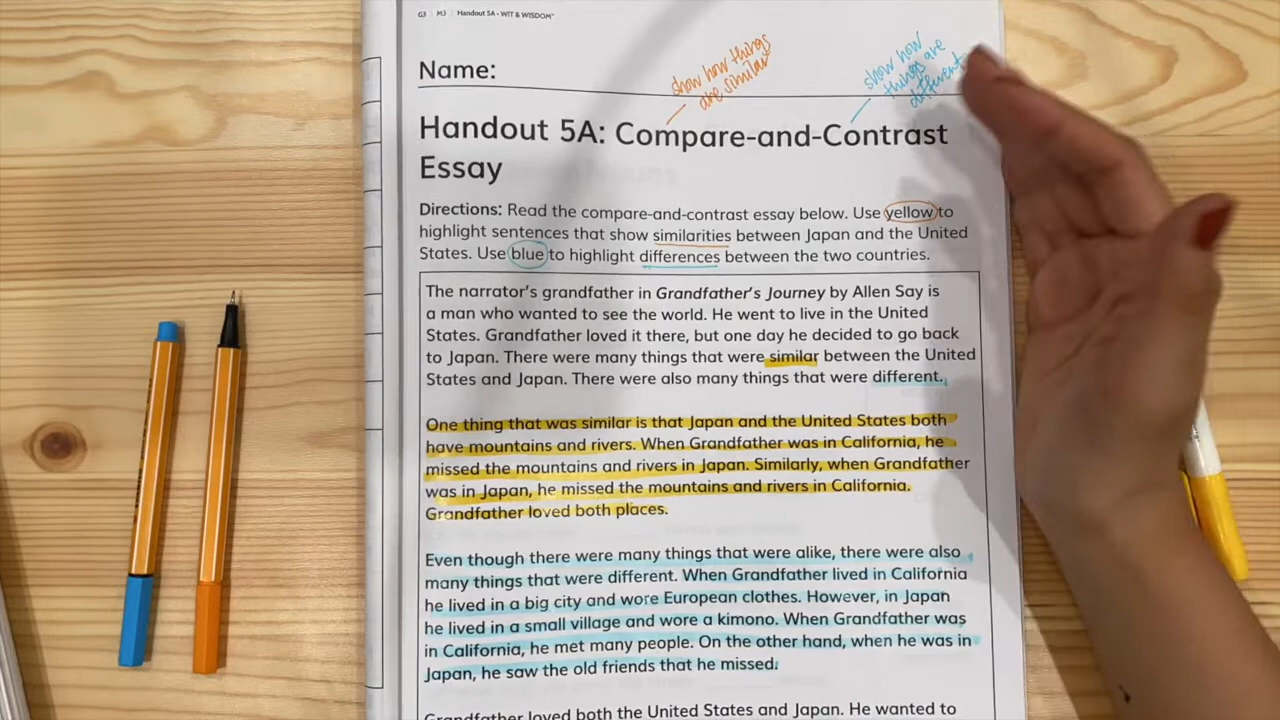 G3 | M3 | Handout 5A • WIT & WISDOM™
show how things
are similar
show how
things are
different
Name:
Handout 5A: Compare-and-Contrast
Essay
Directions: Read the compare-and-contrast essay below. Use yellow to
highlight sentences that show similarities between Japan and the United
States. Use blue to highlight differences between the two countries.
The narrator's grandfather in Grandfather's Journey by Allen Say is
a man who wanted to see the world. He went to live in the United
States. Grandfather loved it there, but one day he decided to go back
to Japan. There were many things that were similar between the United
States and Japan. There were also many things that were different.
One thing that was similar is that Japan and the United States both
have mountains and rivers. When Grandfather was in California, he
missed the mountains and rivers in Japan. Similarly, when Grandfather
was in Japan, he missed the mountains and rivers in California.
Grandfather loved both places.
Even though there were many things that were alike, there were also
many things that were different. When Grandfather lived in California
he lived in a big city and wore European clothes. However, in Japan
he lived in a small village and wore a kimono. When Grandfather was
in California, he met many people. On the other hand, when he was in
Japan, he saw the old friends that he missed.
Grandfather loved both the United States and Japan. He wanted to